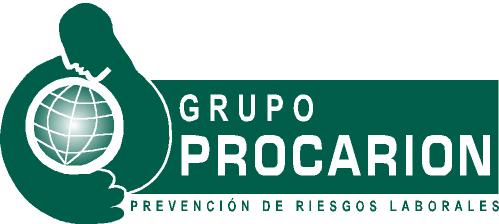 GRUPO
PROCARION
PREVENCIÓN DE RIESGOS LABORALES